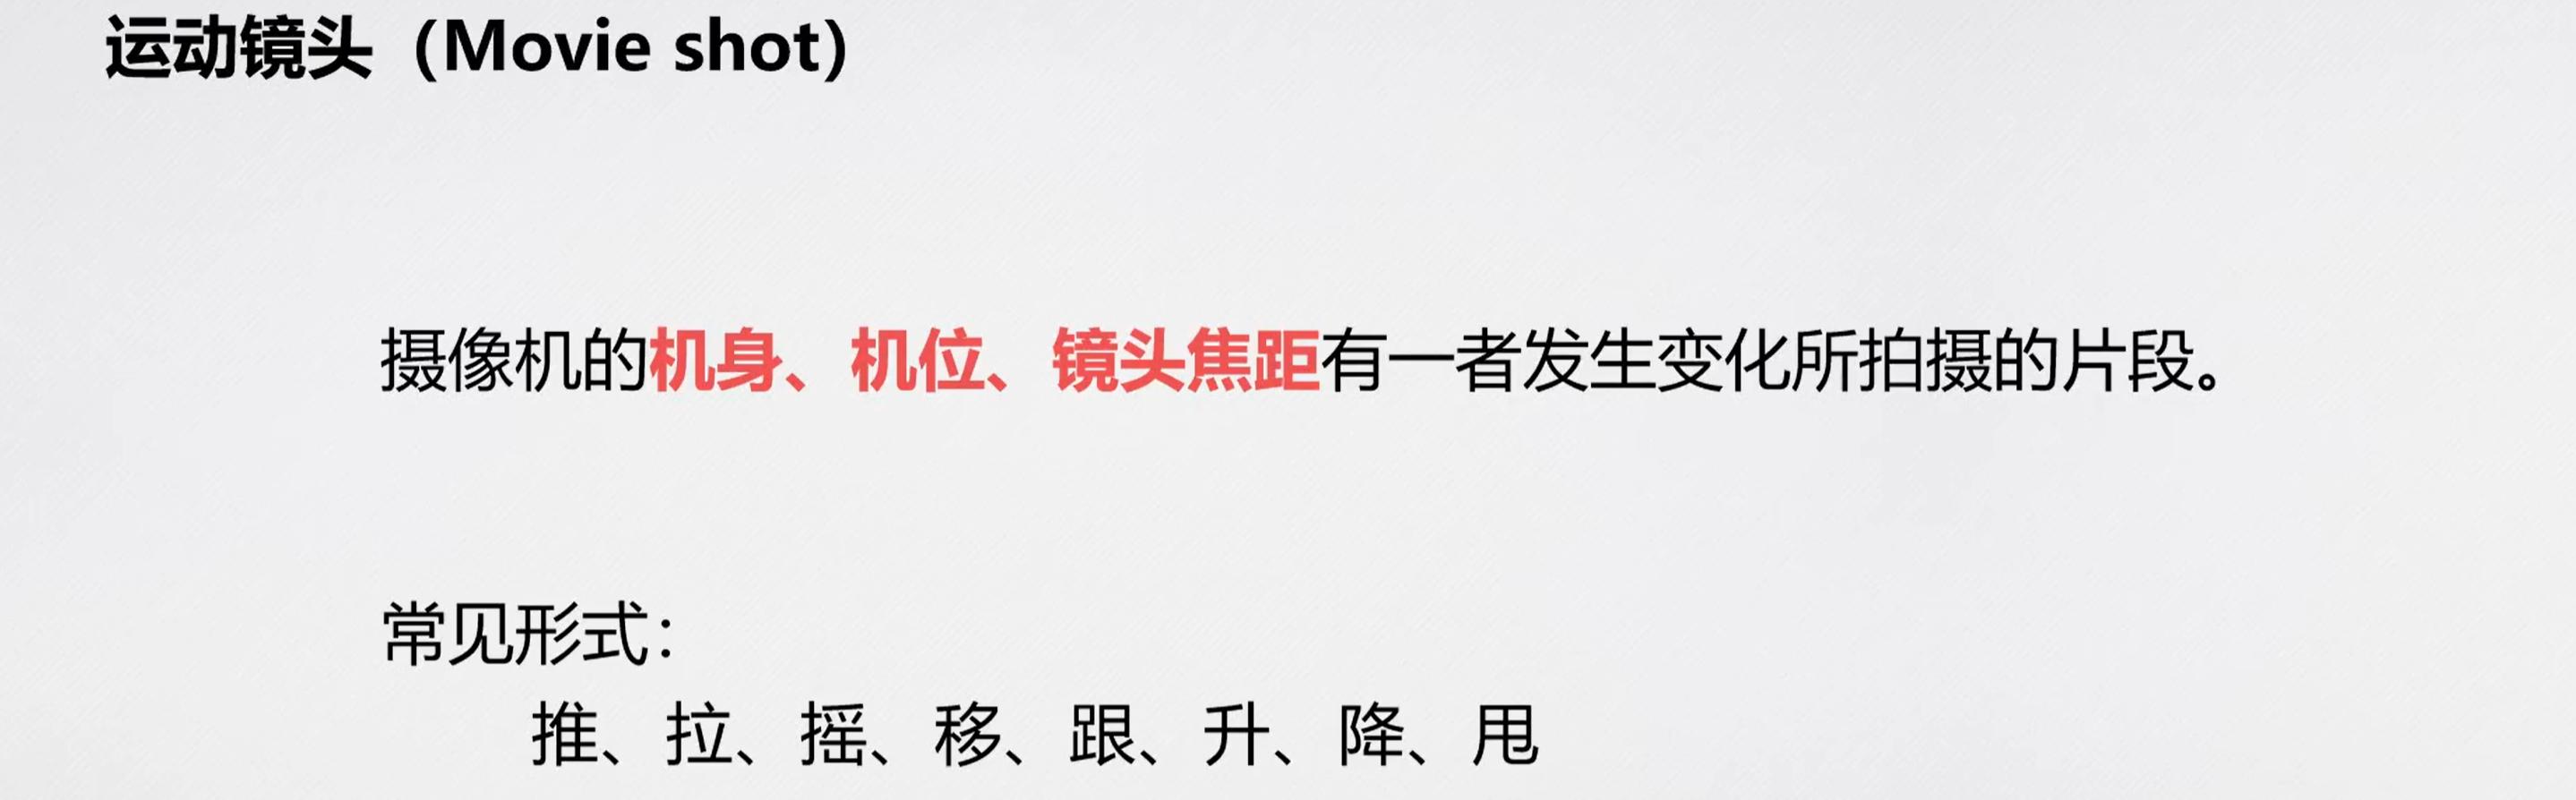 运动镜头（Movie shot）
摄像机的机身、机位、镜头焦距有一者发生变化所拍摄的片段。
常见形式：
推、拉、摇、移、跟、升、降、甩